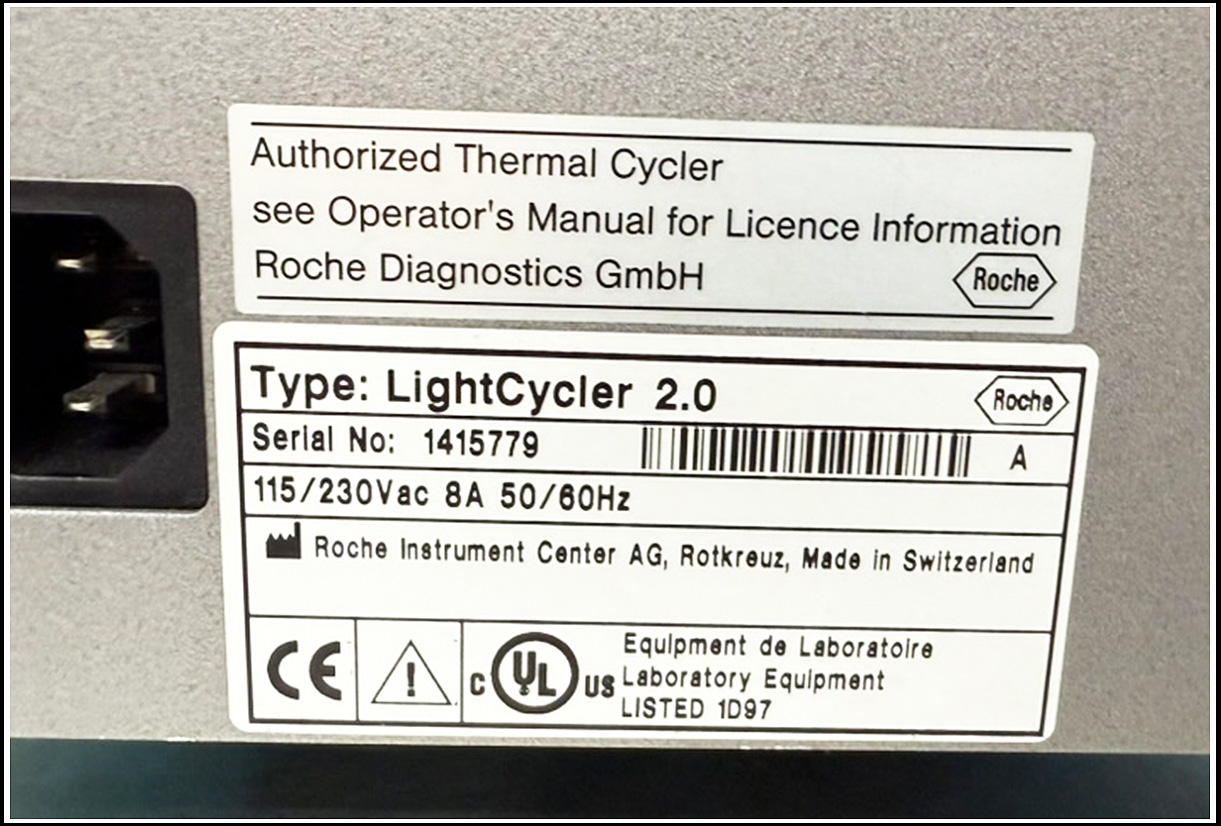 Authorized Thermal Cycler
see Operator's Manual for Licence Information
Roche Diagnostics GmbH
Roche
Type: LightCycler 2.0
Roche
Serial No: 1415779
A
115/230Vac 8A 50/60Hz
Roche Instrument Center AG, Rotkreuz, Made in Switzerland
CE
!
C UL US
Equipment de Laboratoire
Laboratory Equipment
LISTED 1D97